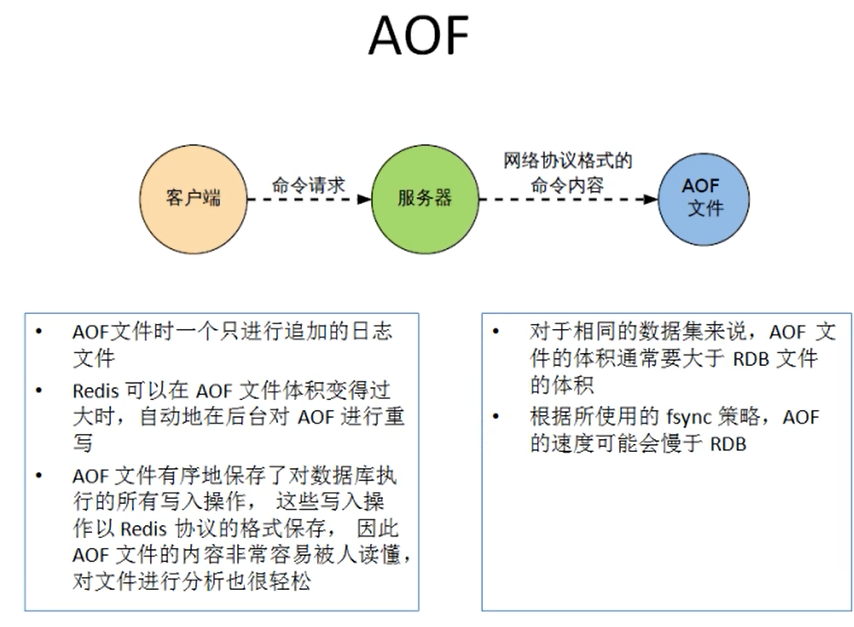 AOF
客户端
命令请求
服务器
网络协议格式的
命令内容
AOF
文件
• AOF文件时一个只进行追加的日志
文件
• Redis 可以在 AOF 文件体积变得过
大时，自动地在后台对 AOF 进行重
写
• AOF 文件有序地保存了对数据库执
行的所有写入操作， 这些写入操
作以 Redis 协议的格式保存， 因此
AOF 文件的内容非常容易被人读懂，
对文件进行分析也很轻松
• 对于相同的数据集来说，AOF 文
件的体积通常要大于 RDB 文件
的体积
• 根据所使用的 fsync 策略，AOF
的速度可能会慢于 RDB